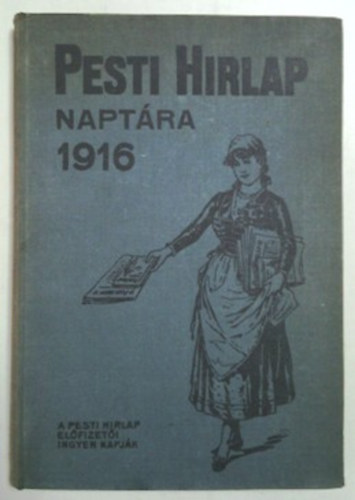 PESTI HIRLAP
NAPTÁRA
1916
A PESTI HIRLAP
ELŐFIZETŐI
INGYEN KAPJÁK